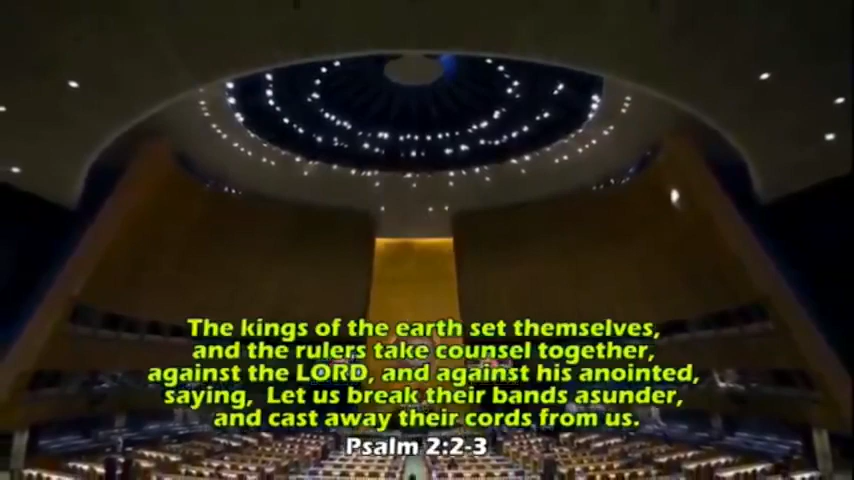 The kings of the earth set themselves,
and the rulers take counsel together,
against the LORD, and against his anointed,
saying, Let us break their bands asunder,
and cast away their cords from us.
Psalm 2:2-3